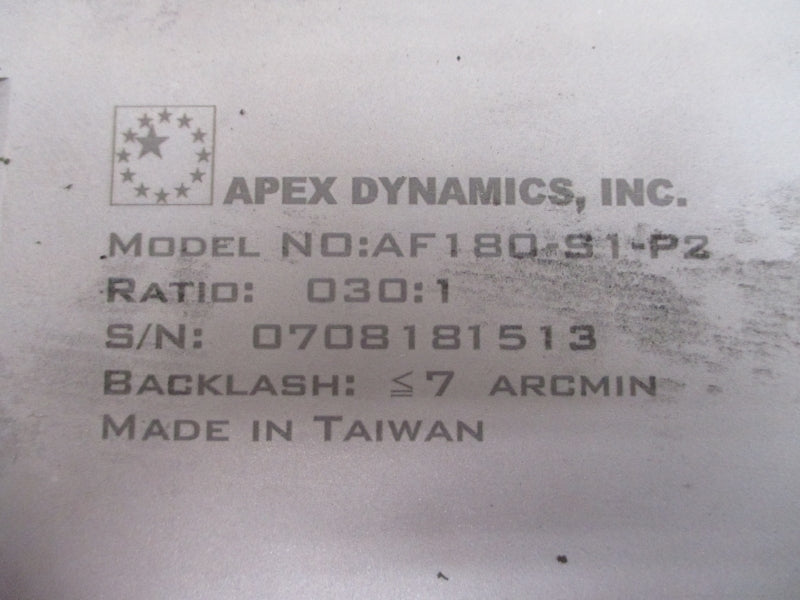 APEX DYNAMICS, INC.
MODEL NO:AF180-S1-P2
RATIO: 030:1
S/N: 0708181513
BACKLASH: ≦7 ARCMIN
MADE IN TAIWAN